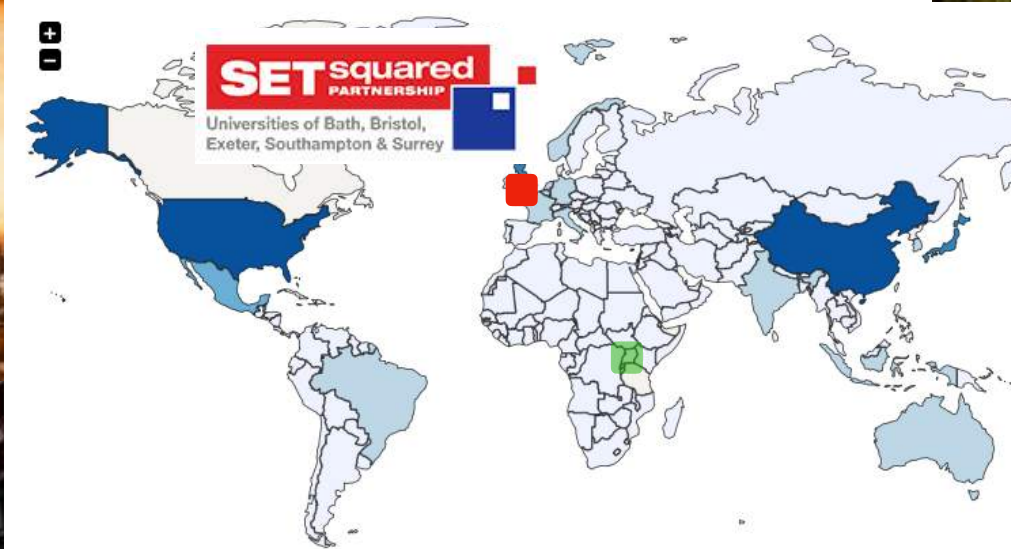 +
−
SETsquared
PARTNERSHIP
Universities of Bath, Bristol,
Exeter, Southampton & Surrey